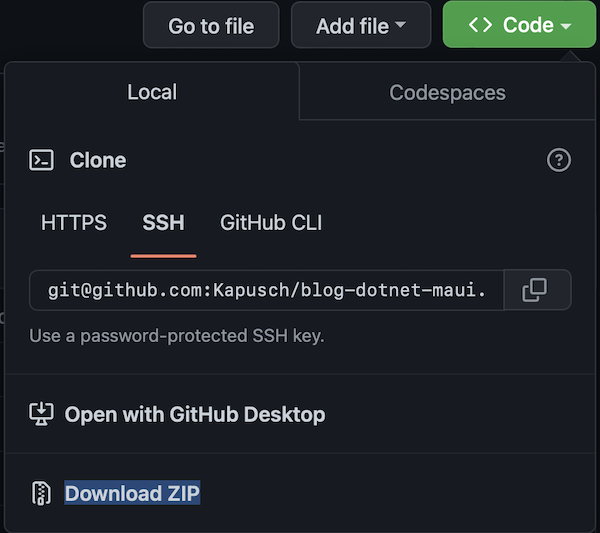 Go to file
Add file
Code
Local
Codespaces
Clone
HTTPS
SSH
GitHub CLI
git@github.com:Kapusch/blog-dotnet-maui.
Use a password-protected SSH key.
Open with GitHub Desktop
Download ZIP